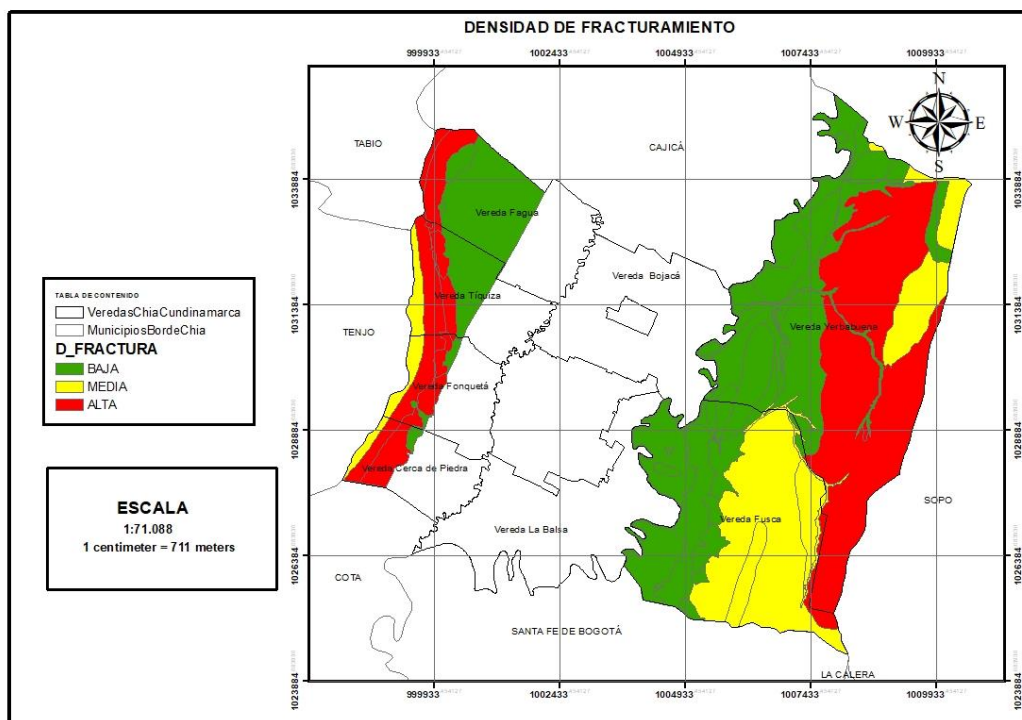 DENSIDAD DE FRACTURAMIENTO
999933
1002433
1004933
1007433
1009933
N
W
E
S
TABIO
CAJICÁ
1033884
1033884
Vereda Fagua
Vereda Bojacá
TABLA DE CONTENIDO
VeredasChiaCundinamarca
MunicipiosBordeChia
D_FRACTURA
BAJA
MEDIA
ALTA
Vereda Tíquiza
1031384
1031384
TENJO
Vereda Yerbabuena
Vereda Fonquetá
1028884
1028884
Vereda Cerca de Piedra
ESCALA
1:71.088
1 centimeter = 711 meters
SOPO
Vereda La Balsa
Vereda Fusca
1026384
1026384
COTA
SANTA FE DE BOGOTÁ
LA CALERA
1023884
1023884
999933
1002433
1004933
1007433
1009933